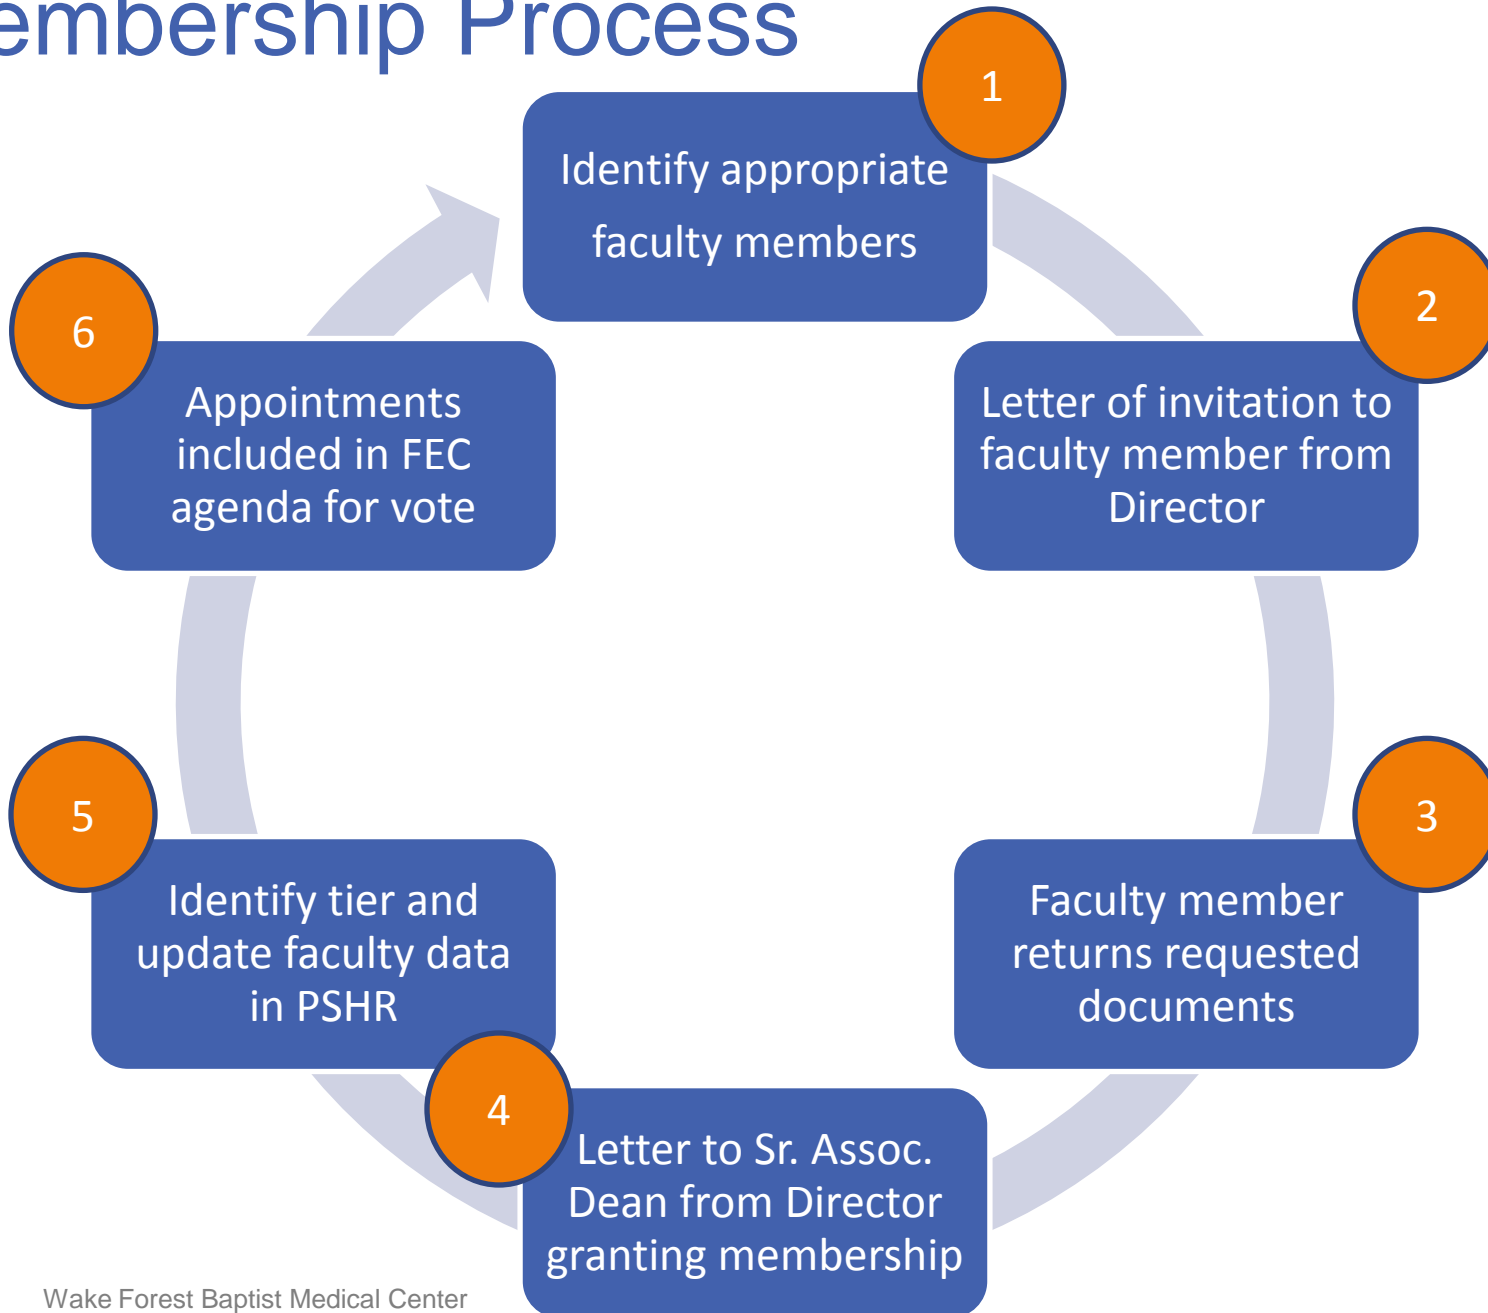 embership Process
1
Identify appropriate
faculty members
2
Letter of invitation to
faculty member from
Director
3
Faculty member
returns requested
documents
4
Letter to Sr. Assoc.
Dean from Director
granting membership
5
Identify tier and
update faculty data
in PSHR
6
Appointments
included in FEC
agenda for vote
Wake Forest Baptist Medical Center